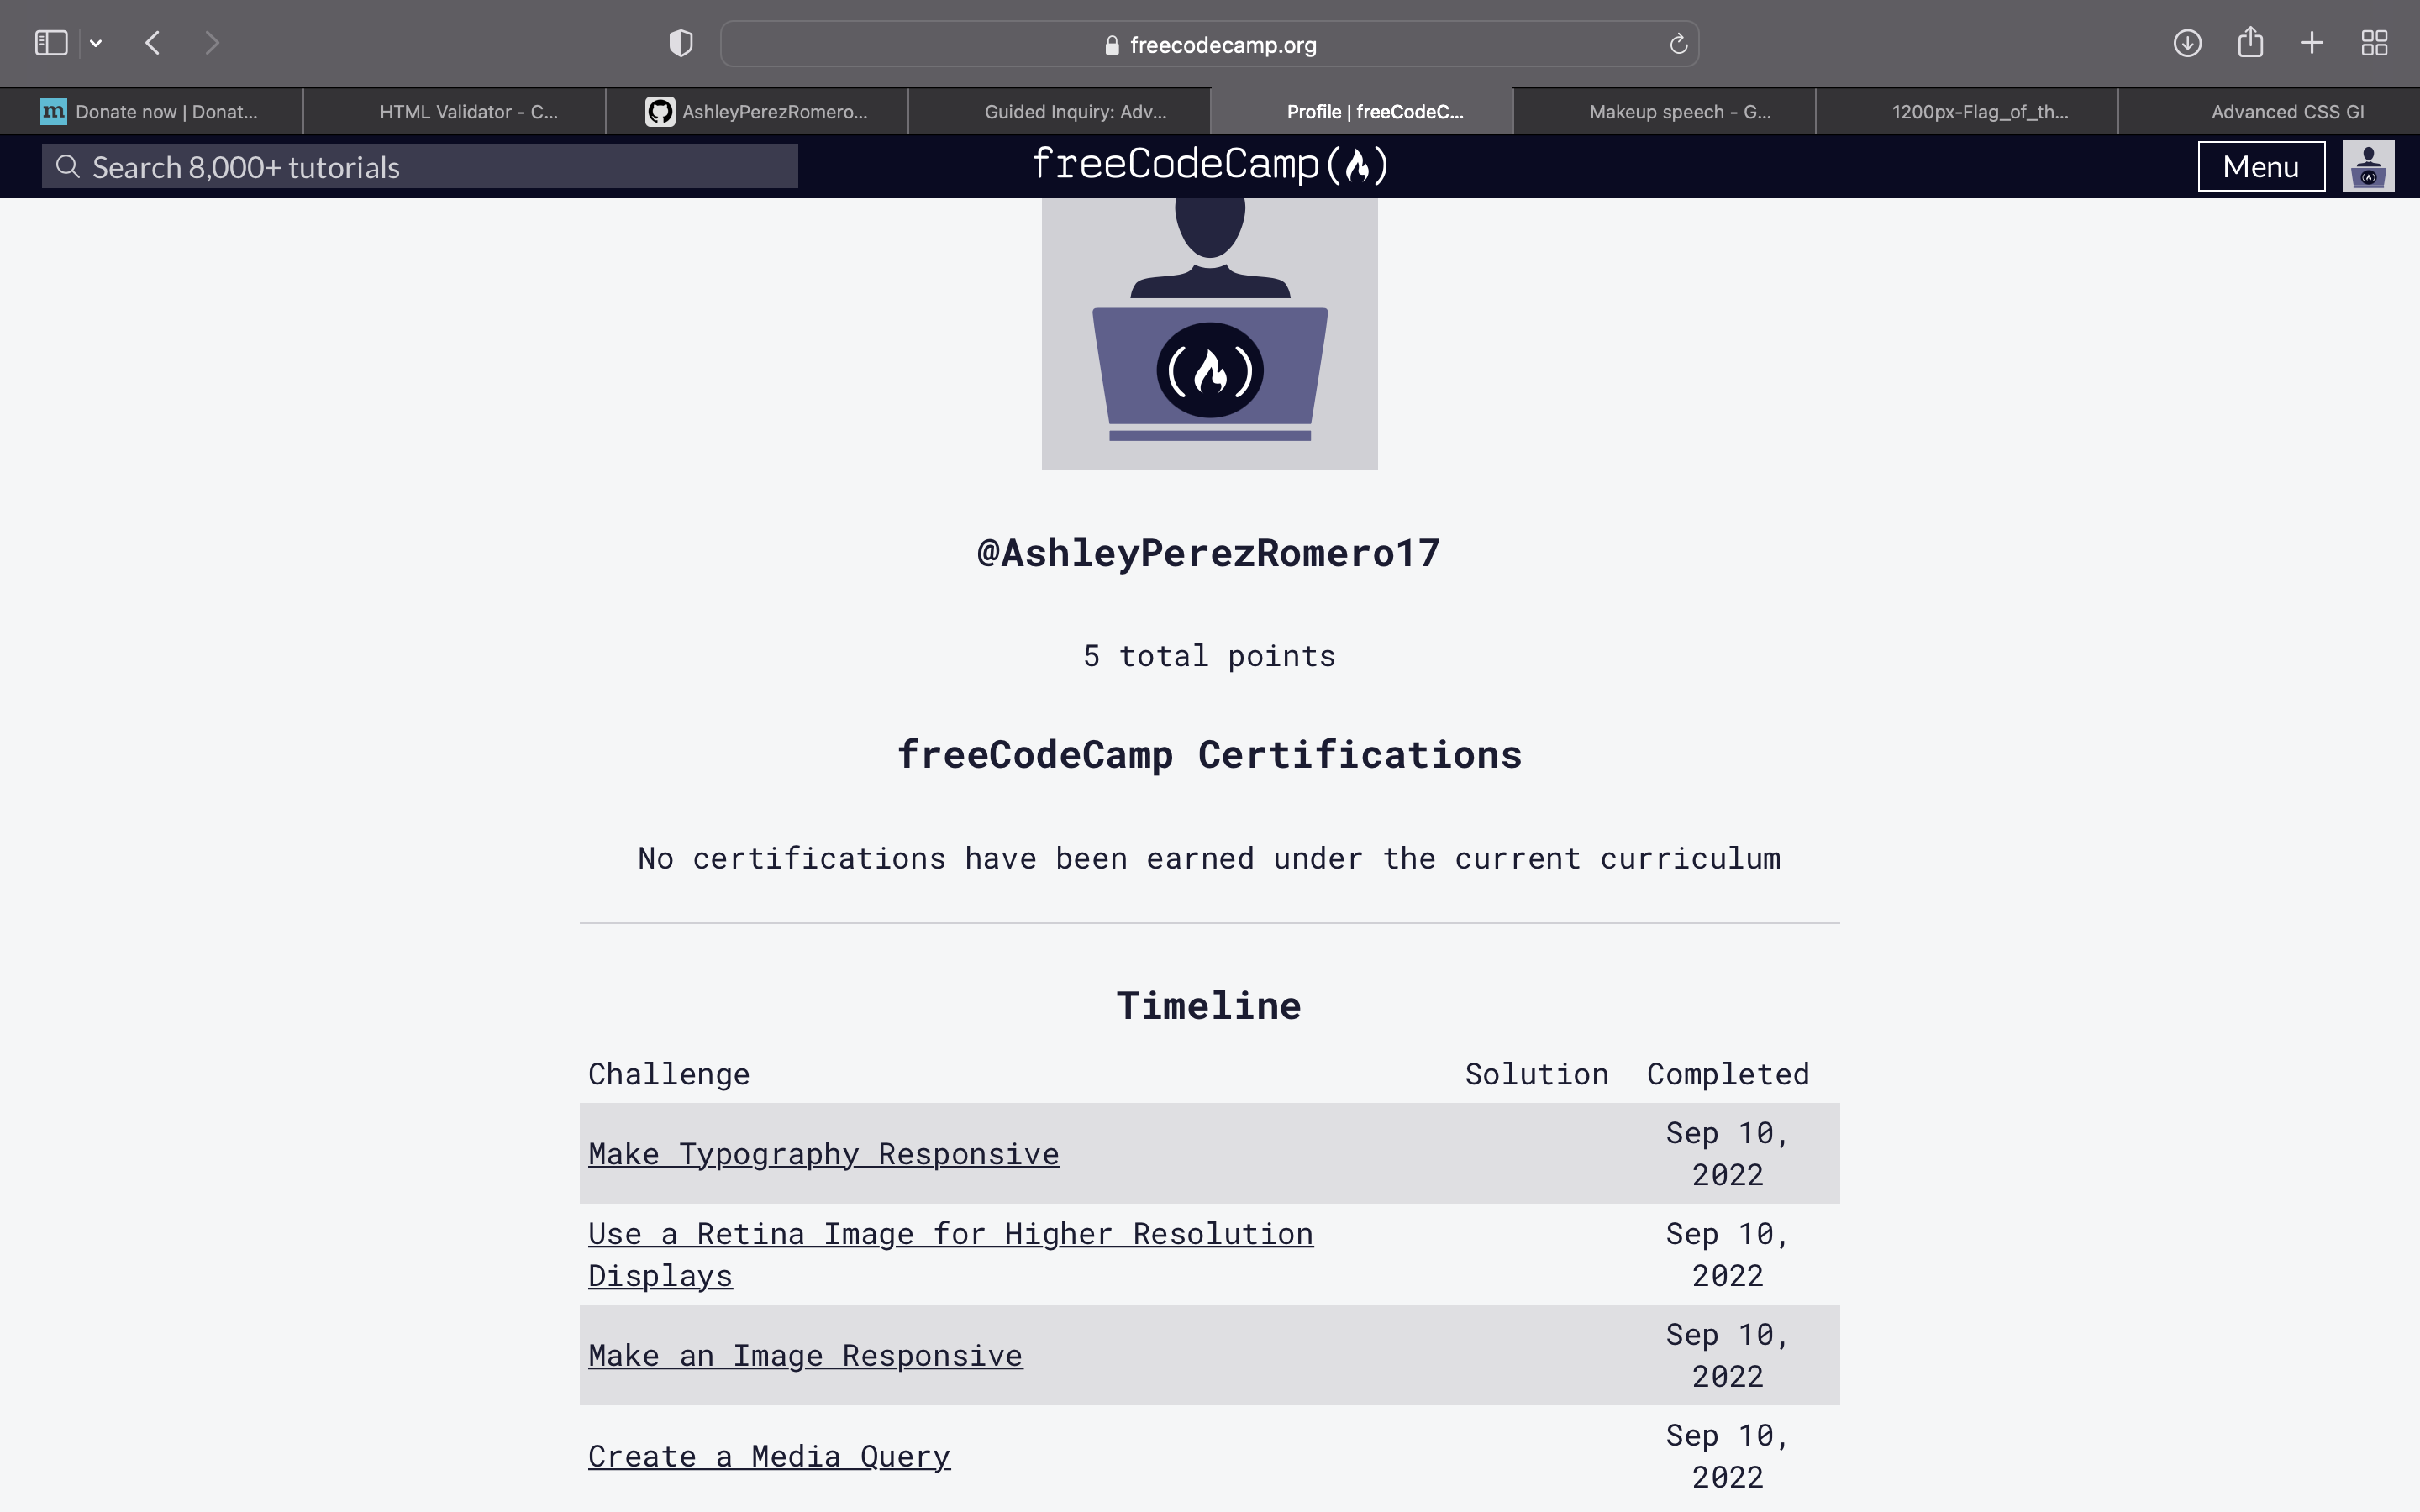 freecodecamp.org
m Donate now | Donat...
HTML Validator - C...
AshleyPerezRomero...
Guided Inquiry: Adv...
Profile | freeCodeC...
Makeup speech - G...
1200px-Flag_of_th...
Advanced CSS GI
Search 8,000+ tutorials
freeCodeCamp
Menu
@AshleyPerezRomero17
5 total points
freeCodeCamp Certifications
No certifications have been earned under the current curriculum
Timeline
Challenge Solution Completed
Make Typography Responsive
Sep 10,
2022
Use a Retina Image for Higher Resolution
Displays
Sep 10,
2022
Make an Image Responsive
Sep 10,
2022
Create a Media Query
Sep 10,
2022